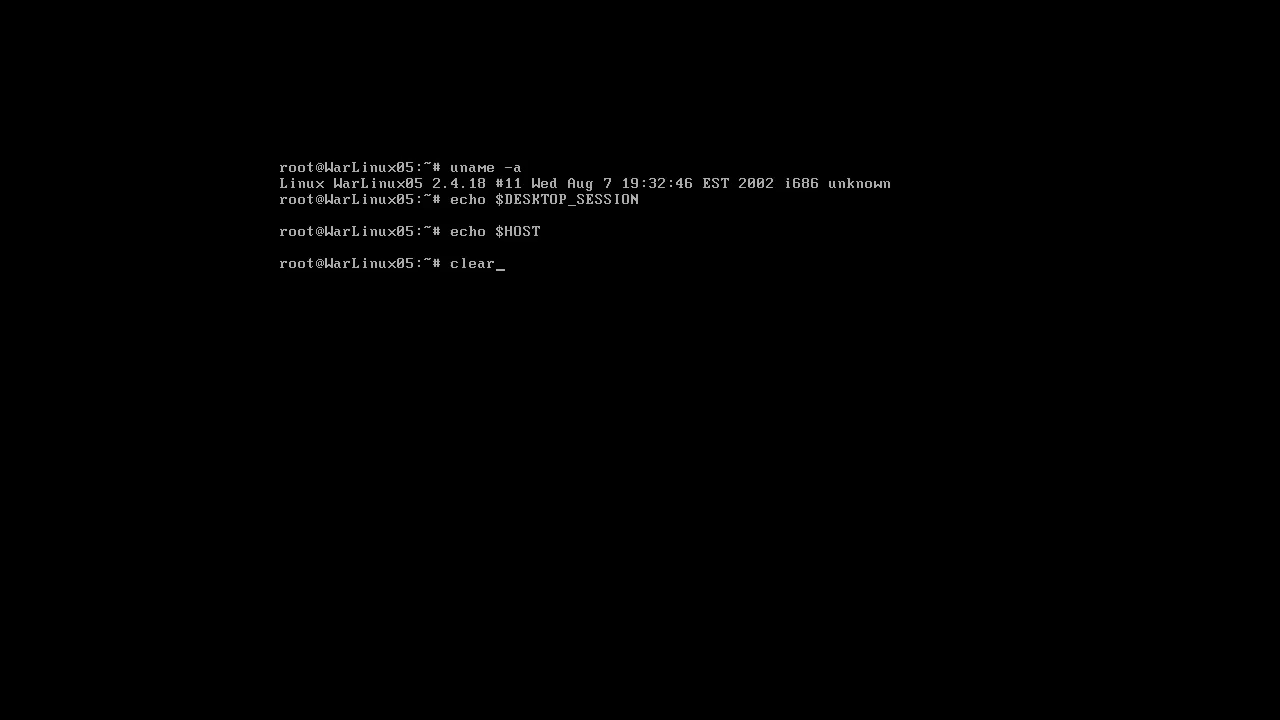 root@WarLinux05:~# uname -a
Linux WarLinux05 2.4.18 #11 Wed Aug 7 19:32:46 EST 2002 i686 unknown
root@WarLinux05:~# echo $DESKTOP_SESSION
root@WarLinux05:~# echo $HOST
root@WarLinux05:~# clear_